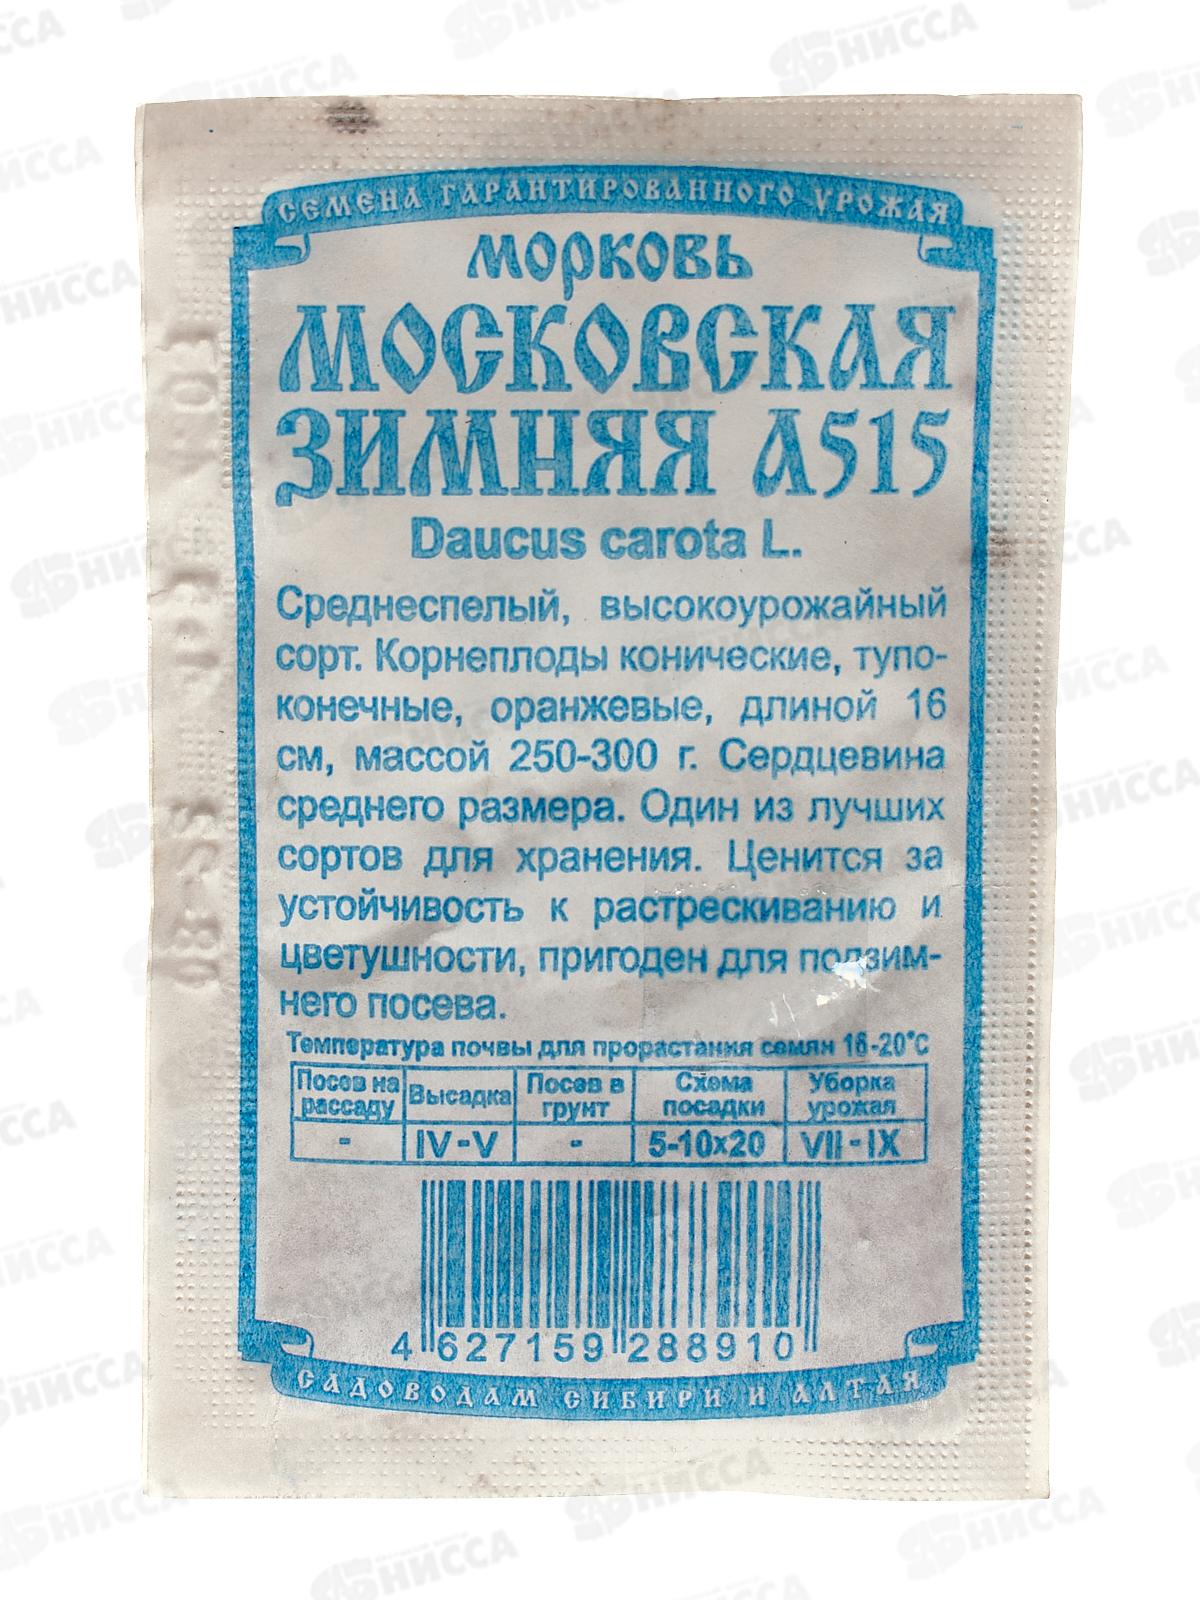 СЕМЕНА ГАРАНТИРОВАННОГО УРОЖАЯ
МОРКОВЬ
МОСКОВСКАЯ
ЗИМНЯЯ А515
Daucus carota L.
Среднеспелый, высокоурожайный
сорт. Корнеплоды конические, тупо-
конечные, оранжевые, длиной 16
см, массой 250-300 г. Сердцевина
среднего размера. Один из лучших
сортов для хранения. Ценится за
устойчивость к растрескиванию и
цветушности, пригоден для подзим-
него посева.
Температура почвы для прорастания семян 16-20°С
Посев на рассаду Высадка Посев в грунт Схема посадки Уборка урожая
- IV-V - 5-10x20 VII-IX
4 627159 288910
САДОВОДАМ СИБИРИ И АЛТАЯ
НИССА